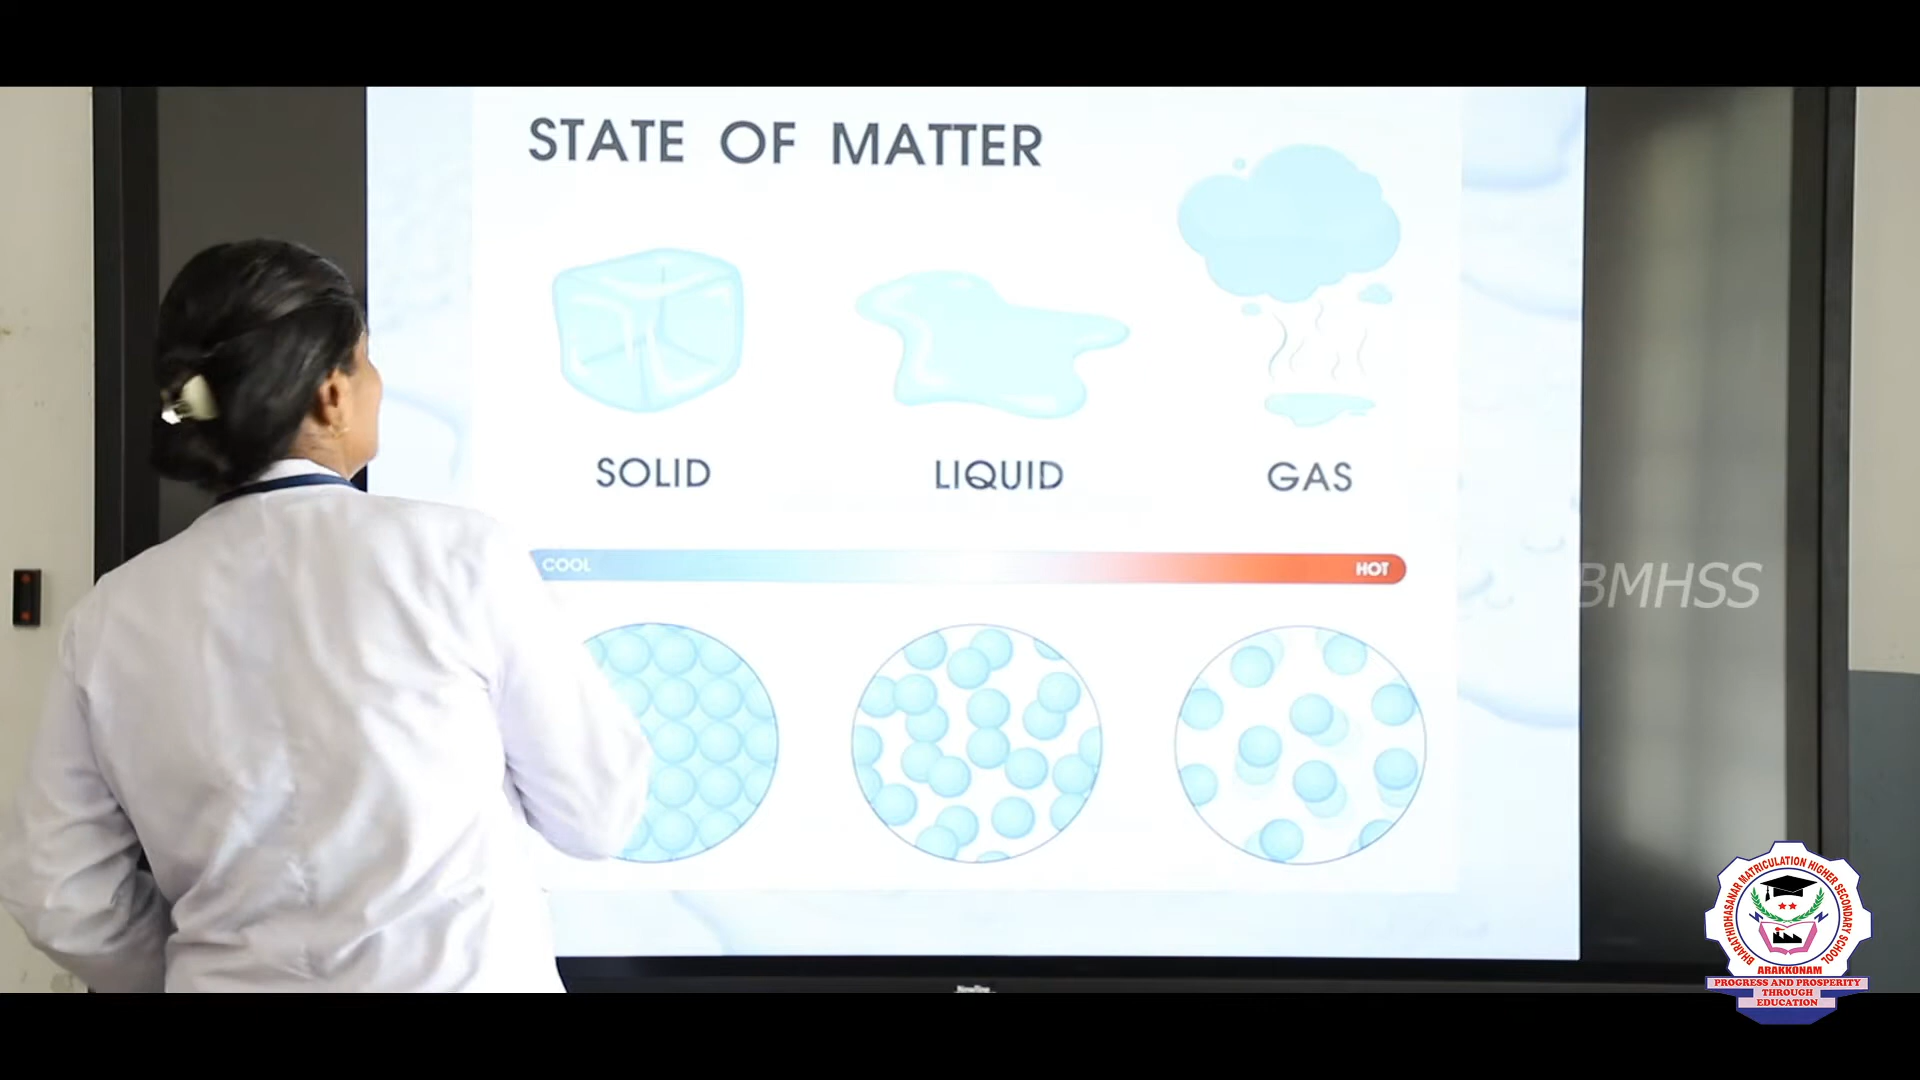 STATE OF MATTER
SOLID
LIQUID
GAS
COOL
HOT
BMHSS
BHARATHIDHASANAR MATRICULATION HIGHER SECONDARY SCHOOL
ARAKKONAM
PROGRESS AND PROSPERITY
THROUGH
EDUCATION